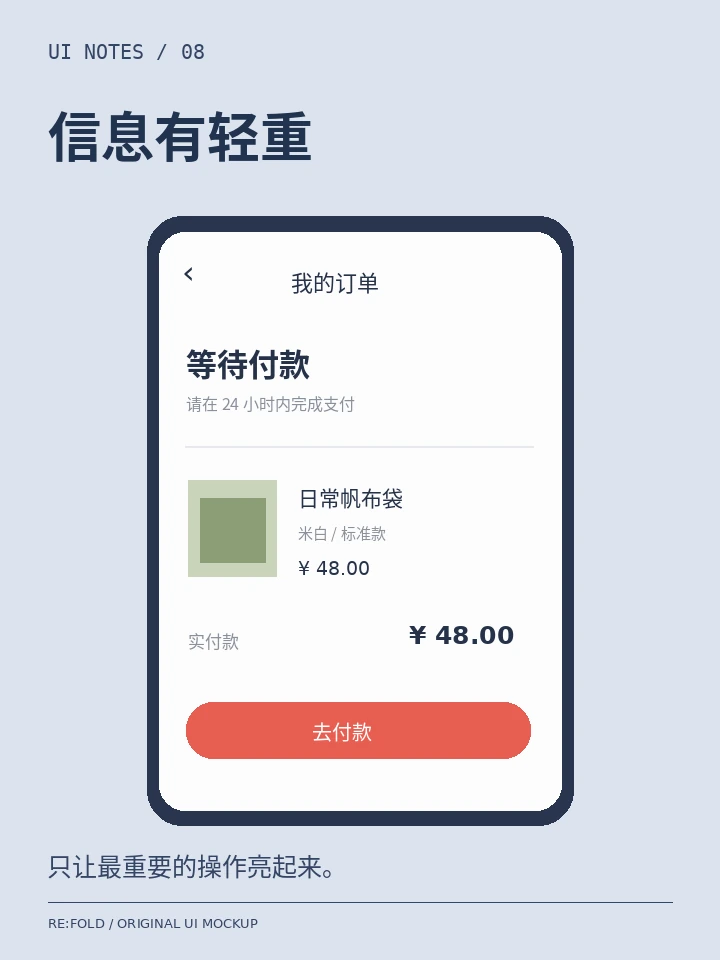 UI NOTES / 08
信息有轻重
‹
我的订单
等待付款
请在 24 小时内完成支付
日常帆布袋
米白 / 标准款
¥ 48.00
实付款
¥ 48.00
去付款
只让最重要的操作亮起来。
RE:FOLD / ORIGINAL UI MOCKUP